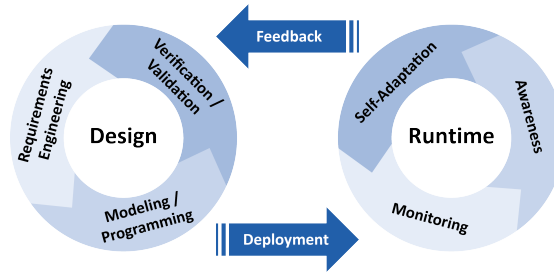 Feedback
Verification /
Validation
Requirements
Engineering
Design
Modeling /
Programming
Self-Adaptation
Awareness
Runtime
Monitoring
Deployment